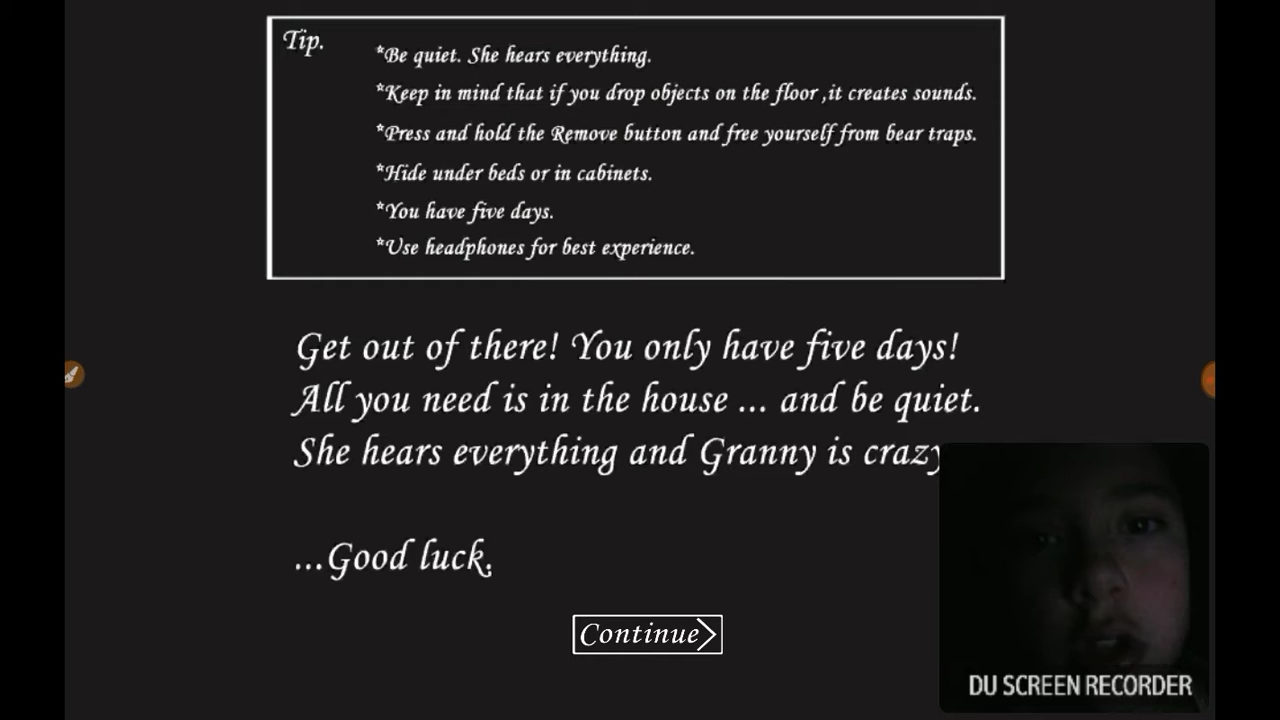 Tip.
*Be quiet. She hears everything.
*Keep in mind that if you drop objects on the floor ,it creates sounds.
*Press and hold the Remove button and free yourself from bear traps.
*Hide under beds or in cabinets.
*You have five days.
*Use headphones for best experience.
Get out of there! You only have five days!
All you need is in the house ... and be quiet.
She hears everything and Granny is crazy
...Good luck.
Continue
DU SCREEN RECORDER